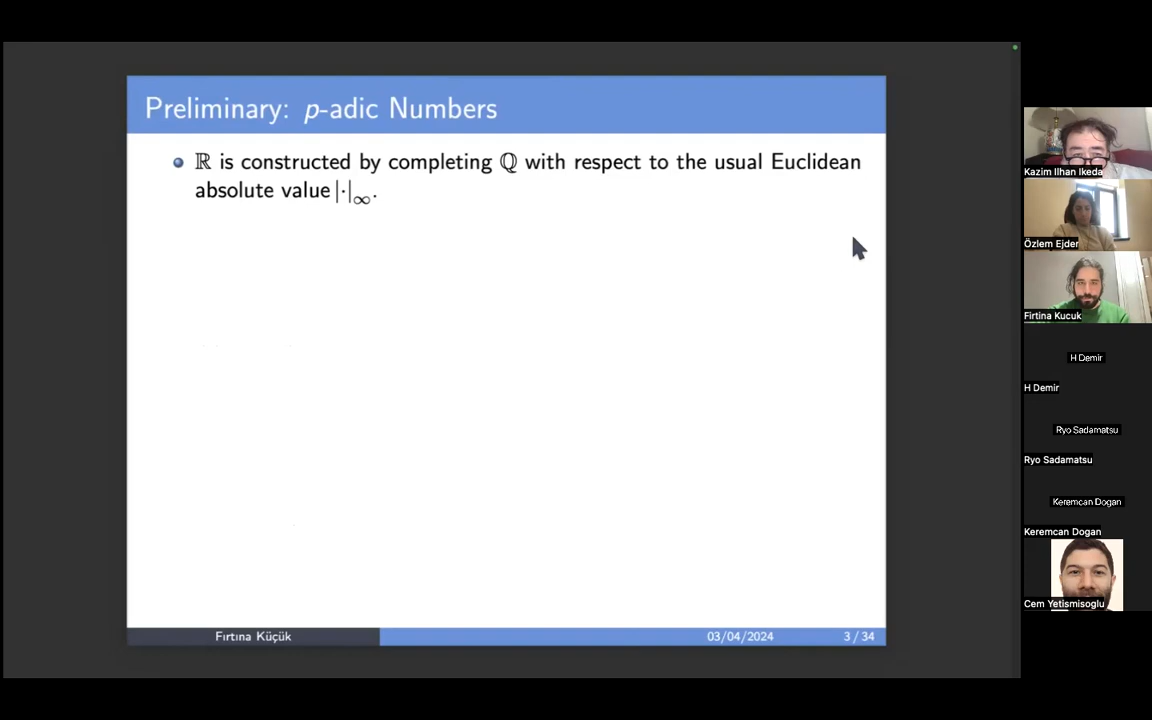 Preliminary: p-adic Numbers
ℝ is constructed by completing ℚ with respect to the usual Euclidean
absolute value |·|∞.
Fırtına Küçük
03/04/2024
3 / 34
Kazim Ilhan Ikeda
Özlem Ejder
Firtina Kucuk
H Demir
H Demir
Ryo Sadamatsu
Ryo Sadamatsu
Keremcan Dogan
Keremcan Dogan
Cem Yetismisoglu